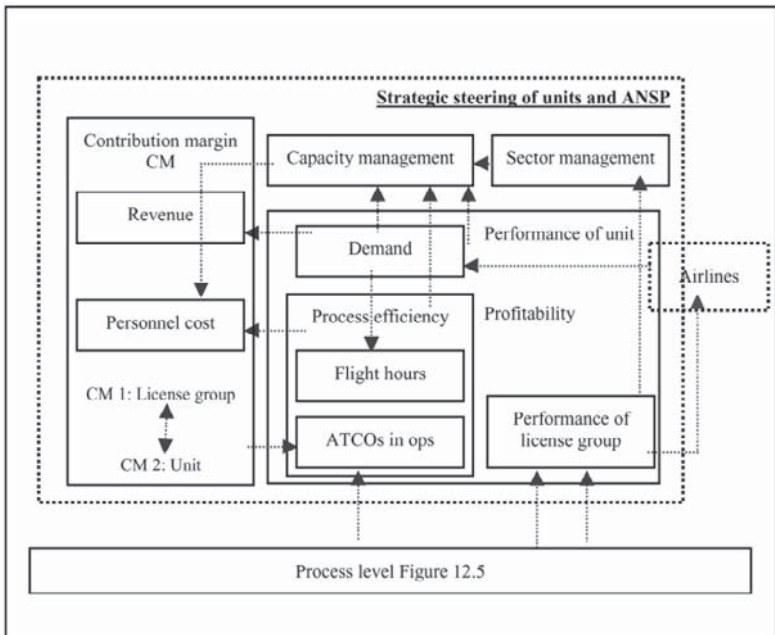 Strategic steering of units and ANSP
Contribution margin
CM
Revenue
Personnel cost
CM 1: License group
CM 2: Unit
Capacity management
Sector management
Performance of unit
Demand
Process efficiency
Profitability
Flight hours
ATCOs in ops
Performance of
license group
Airlines
Process level Figure 12.5